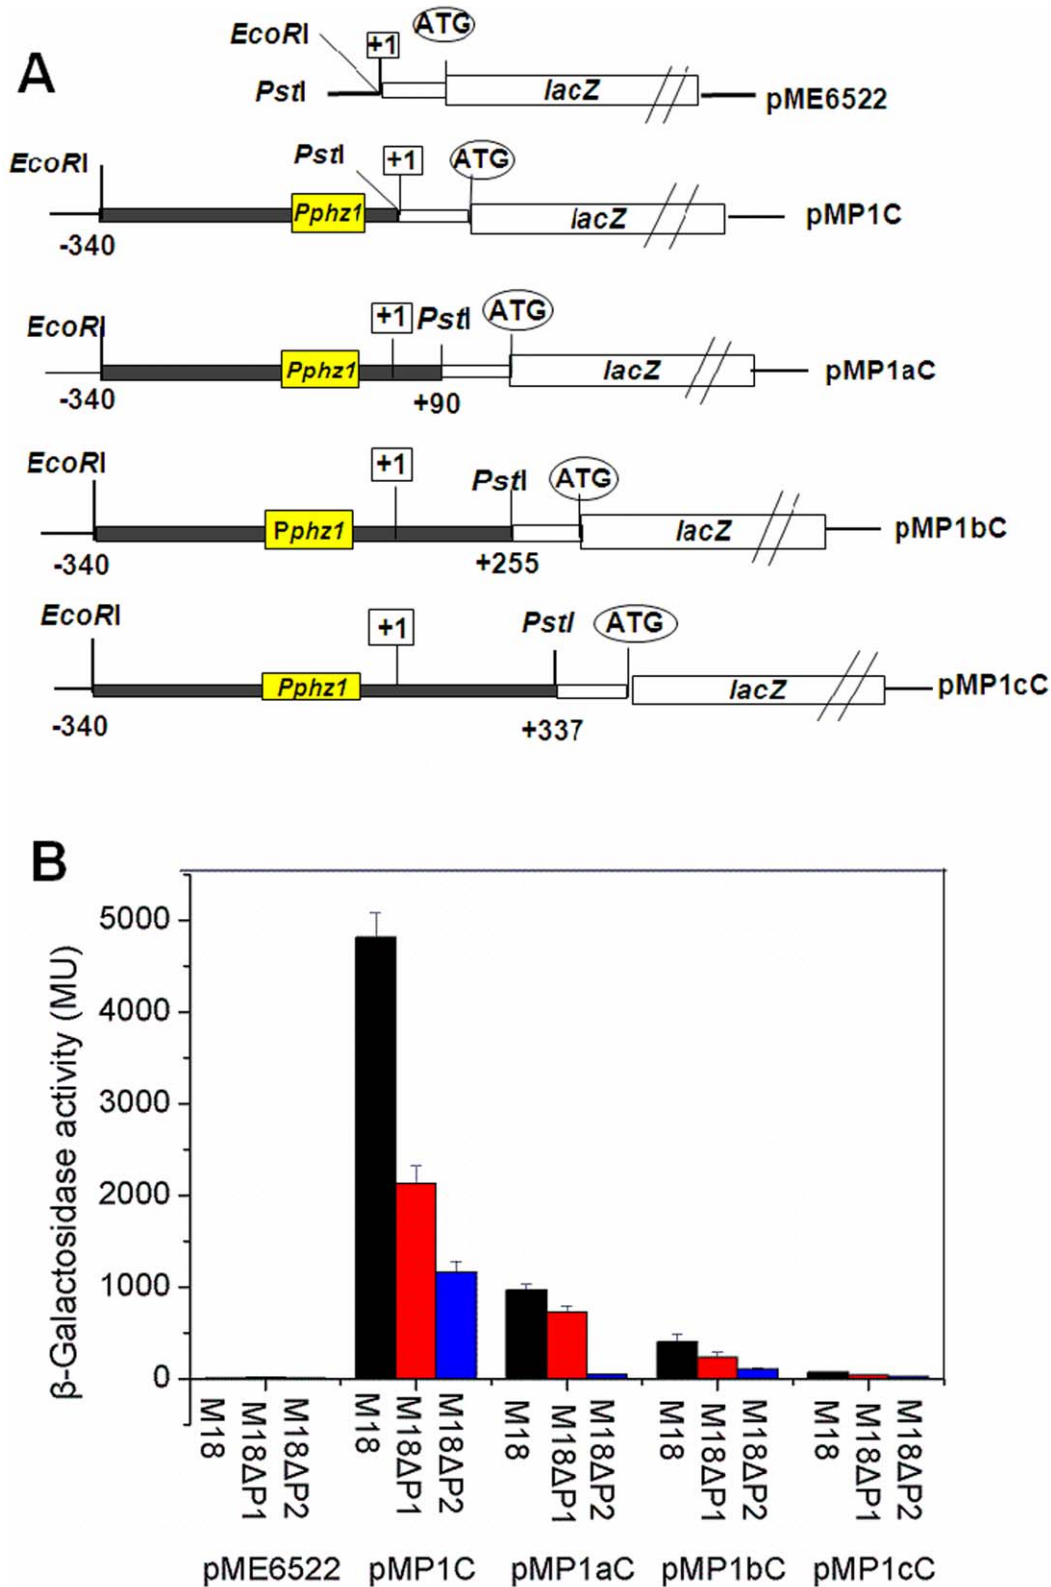 A
EcoRI
+1
ATG
PstI
lacZ
pME6522
EcoRI
PstI
+1
ATG
Pphz1
lacZ
pMP1C
-340
EcoRI
+1
PstI
ATG
Pphz1
lacZ
pMP1aC
-340
+90
EcoRI
+1
PstI
ATG
Pphz1
lacZ
pMP1bC
-340
+255
EcoRI
+1
PstI
ATG
Pphz1
lacZ
pMP1cC
-340
+337
B
β-Galactosidase activity (MU)
5000
4000
3000
2000
1000
0
M18
M18ΔP1
M18ΔP2
M18
M18ΔP1
M18ΔP2
M18
M18ΔP1
M18ΔP2
M18
M18ΔP1
M18ΔP2
M18
M18ΔP1
M18ΔP2
pME6522 pMP1C pMP1aC pMP1bC pMP1cC